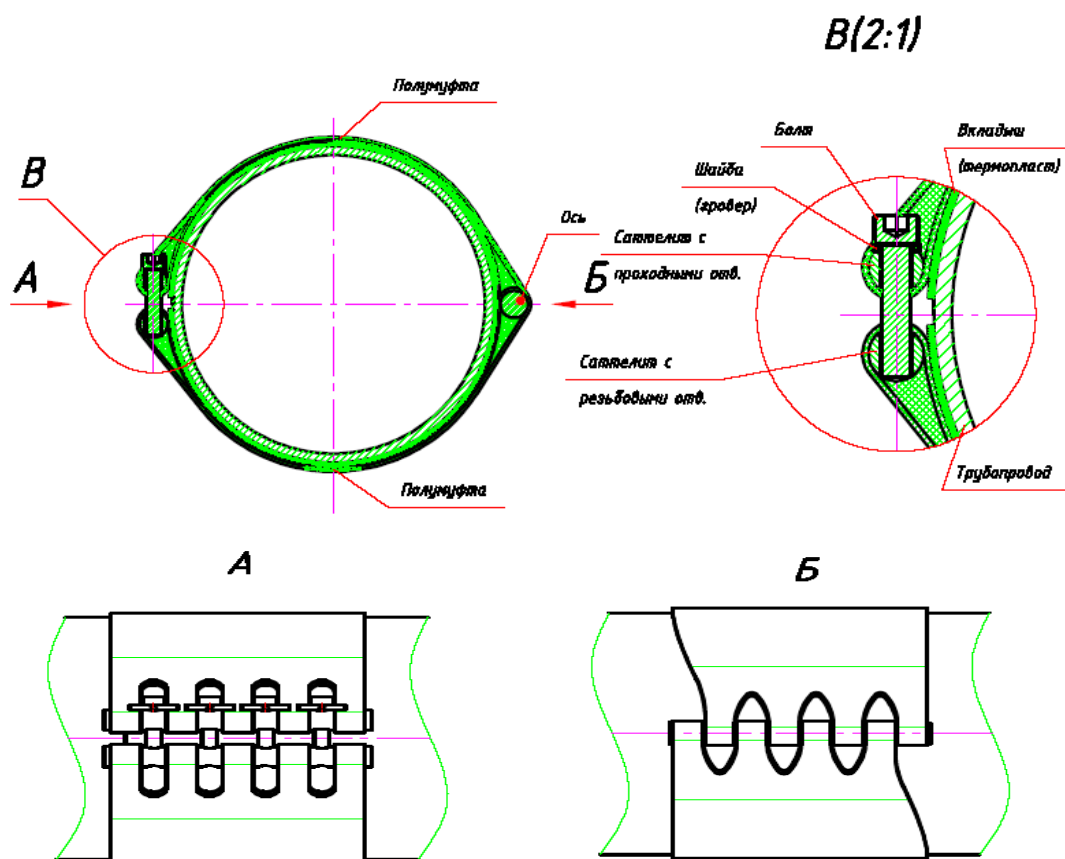 В(2:1)
Полумуфта
Болт
Вкладыш
(термопласт)
Шайба
(гровер)
В
Ось
Саттелит с
проходными отв.
А
Б
Саттелит с
резьбовыми отв.
Трубопровод
Полумуфта
А
Б